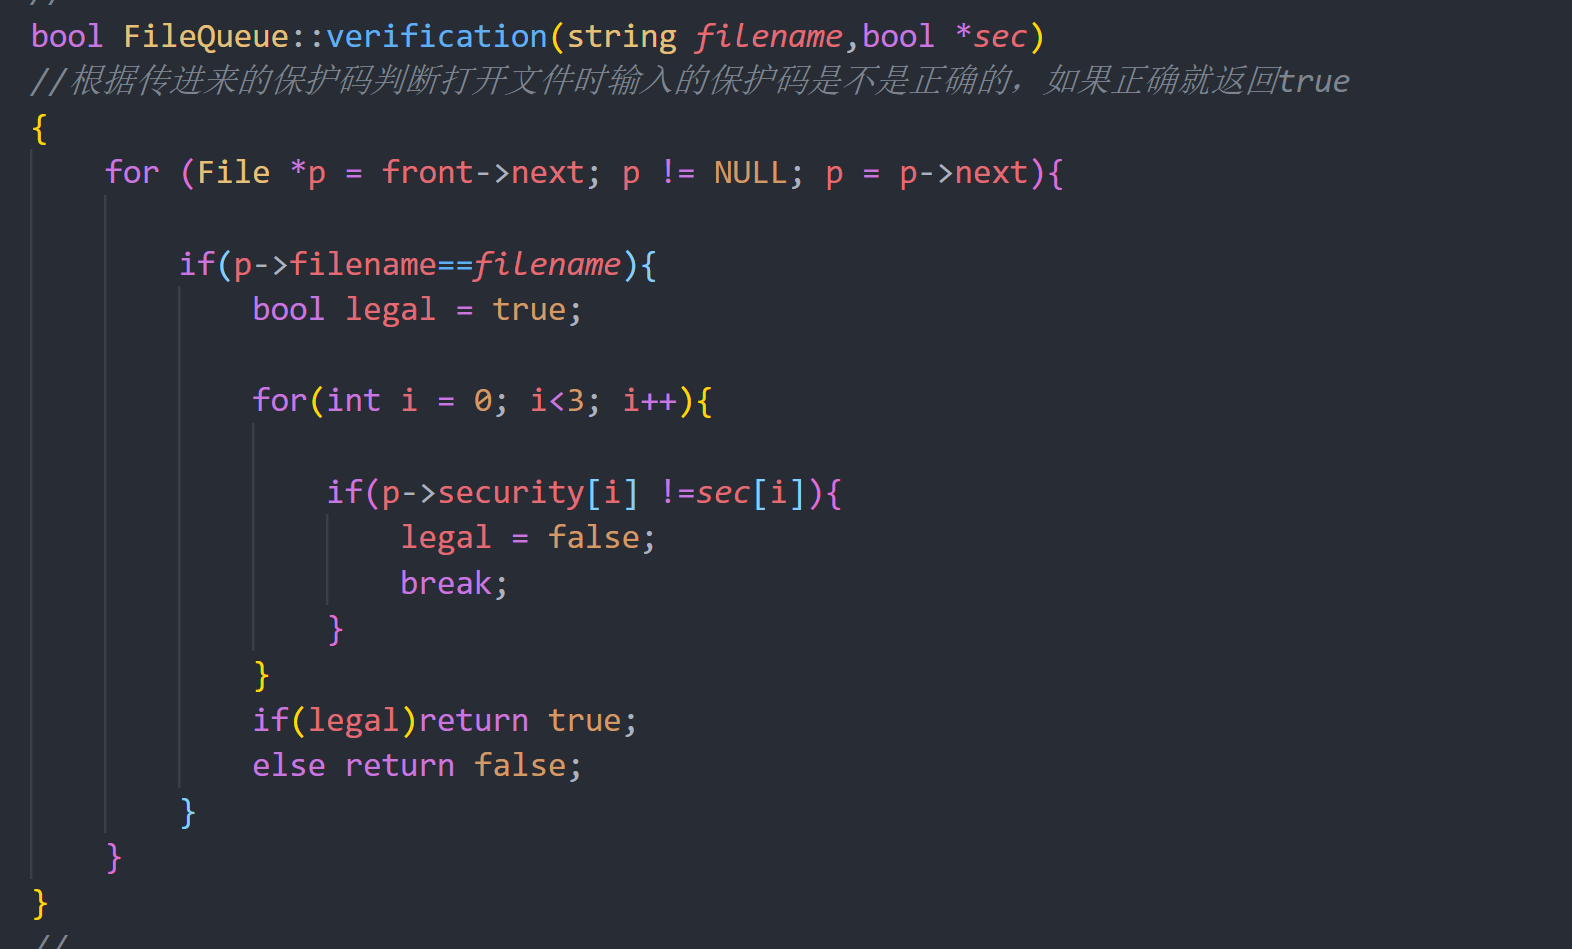 //
bool FileQueue::verification(string filename,bool *sec)
//根据传进来的保护码判断打开文件时输入的保护码是不是正确的，如果正确就返回true
{
    for (File *p = front->next; p != NULL; p = p->next){
        if(p->filename==filename){
            bool legal = true;
            for(int i = 0; i<3; i++){
                if(p->security[i] !=sec[i]){
                    legal = false;
                    break;
                }
            }
            if(legal)return true;
            else return false;
        }
    }
}
//